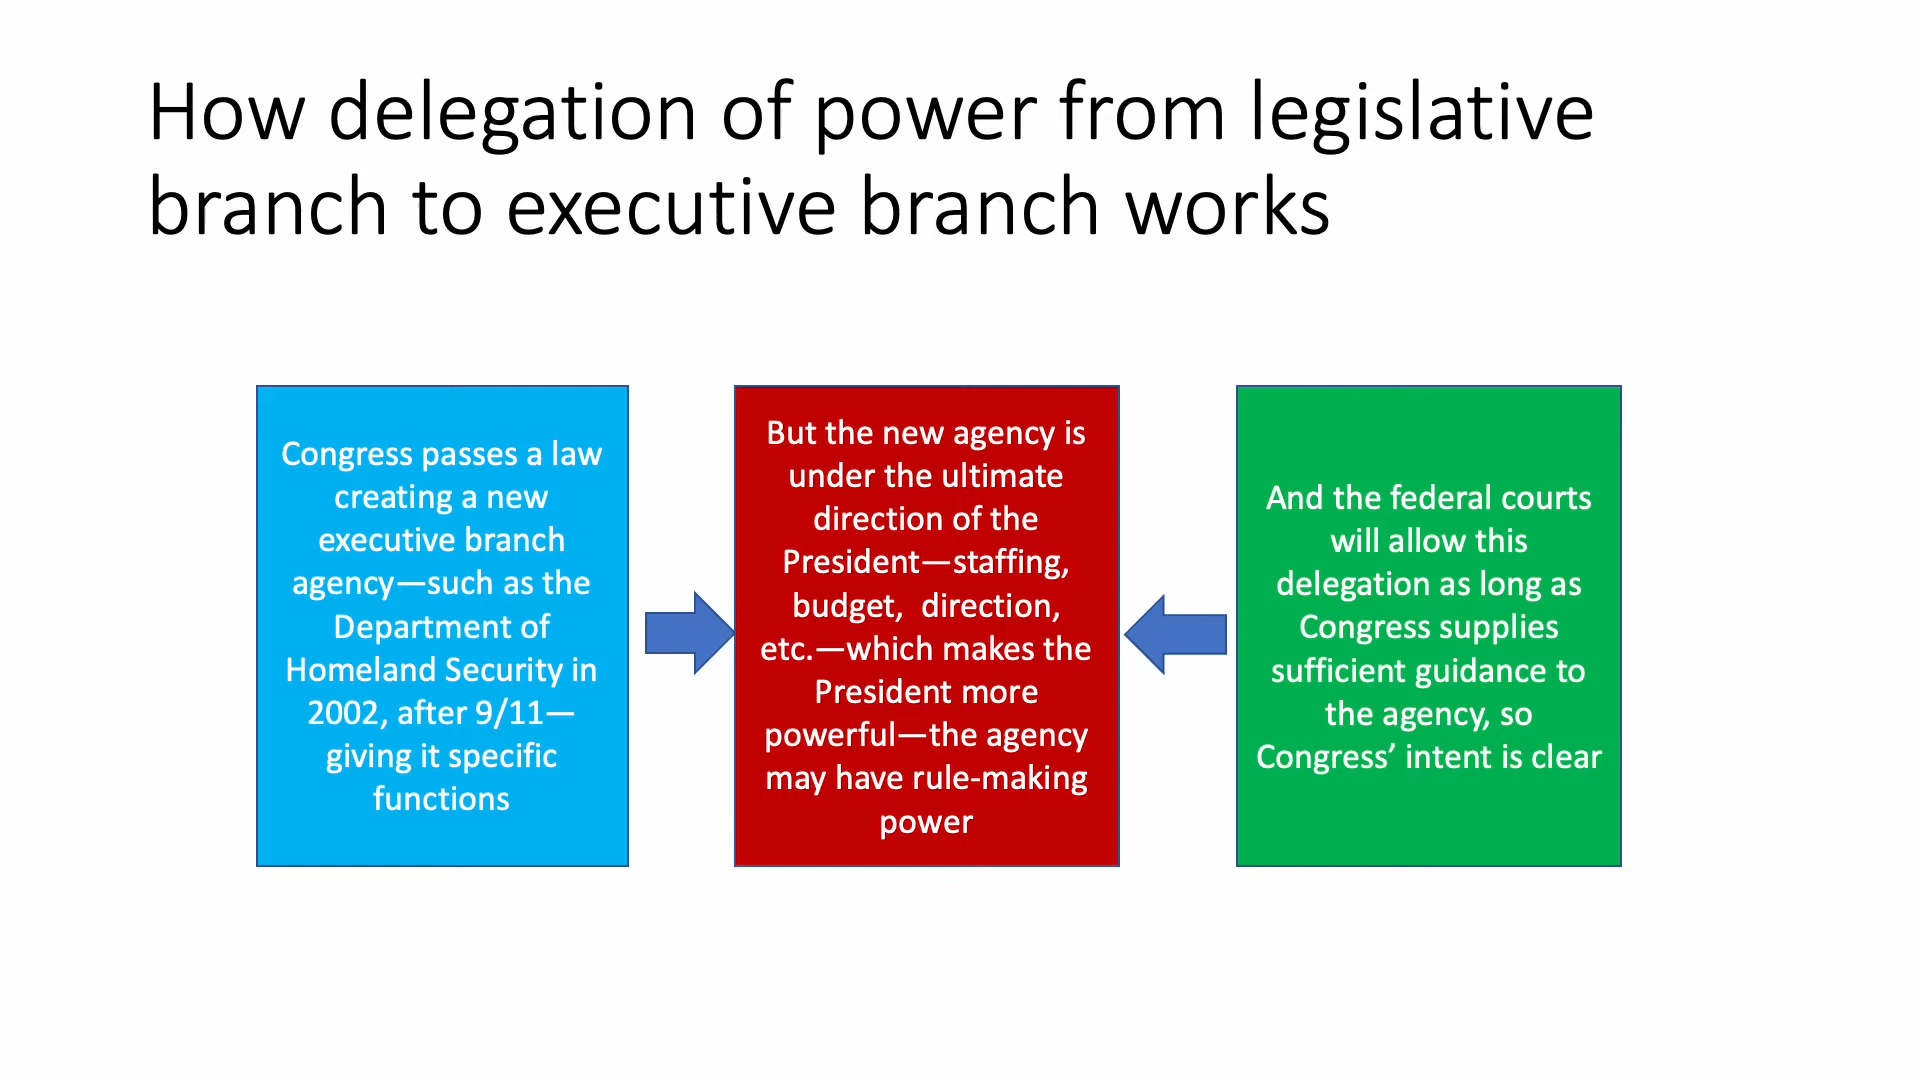 How delegation of power from legislative
branch to executive branch works
Congress passes a law
creating a new
executive branch
agency—such as the
Department of
Homeland Security in
2002, after 9/11—
giving it specific
functions
But the new agency is
under the ultimate
direction of the
President—staffing,
budget,  direction,
etc.—which makes the
President more
powerful—the agency
may have rule-making
power
And the federal courts
will allow this
delegation as long as
Congress supplies
sufficient guidance to
the agency, so
Congress’ intent is clear